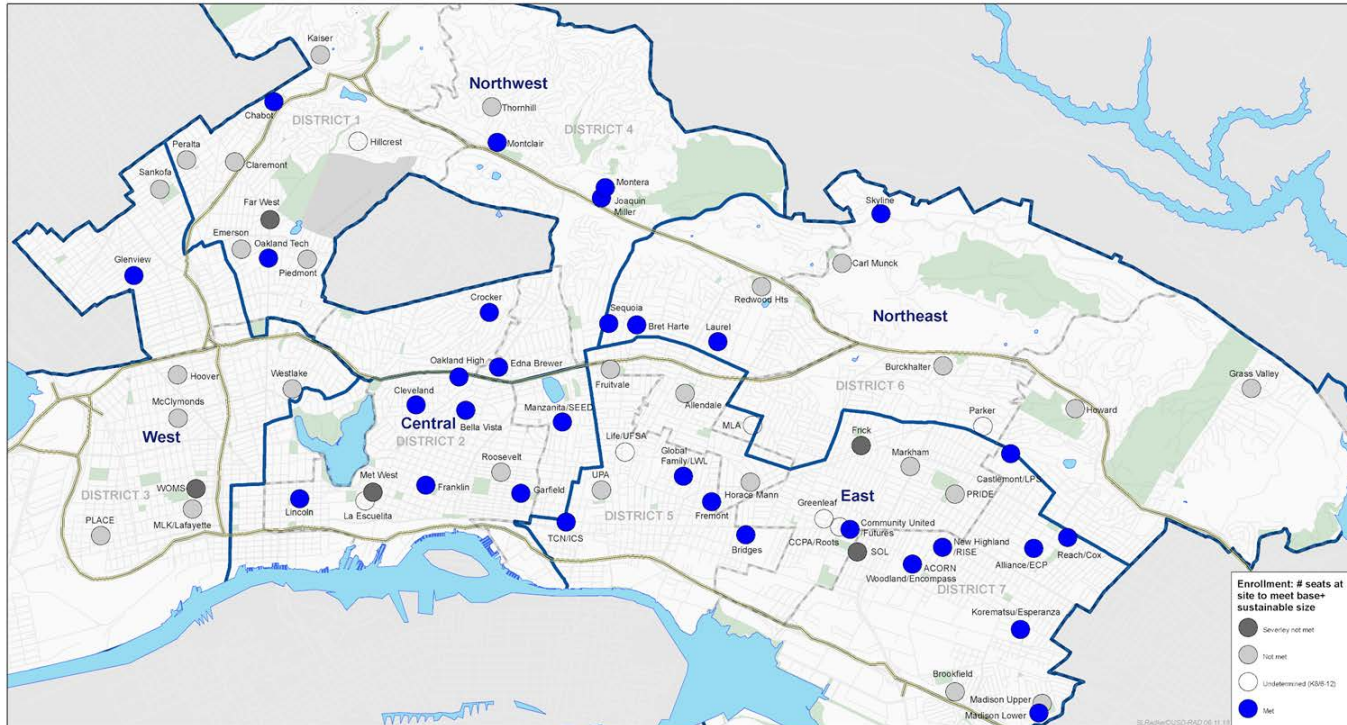 Kaiser
Northwest
Thornhill
Chabot
DISTRICT 1
DISTRICT 4
Hillcrest
Montclair
Peralta
Claremont
Sankofa
Montera
Joaquin
Miller
Far West
Skyline
Emerson
Oakland Tech
Glenview
Piedmont
Carl Munck
Redwood Hts
Crocker
Sequoia
Bret Harte
Laurel
Northeast
Oakland High
Edna Brewer
Hoover
Westlake
Fruitvale
Burckhalter
DISTRICT 6
Grass Valley
Cleveland
Manzanita/SEED
Allendale
McClymonds
Central
Bella Vista
DISTRICT 2
MLA
Parker
Howard
West
Life/UFSA
Frick
Markham
Roosevelt
Global
Family/LWL
Met West
UPA
Castlemont/LPS
WOMS
DISTRICT 3
Franklin
Garfield
Horace Mann
East
PRIDE
Lincoln
La Escuelita
Fremont
DISTRICT 5
Greenleaf
MLK/Lafayette
PLACE
TCN/ICS
Bridges
CCPA/Roots
Community United
Futures
New Highland
/RISE
SOL
ACORN
Woodland/Encompass
Alliance/ECP
Reach/Cox
DISTRICT 7
Korematsu/Esperanza
Brookfield
Madison Upper
Madison Lower
Enrollment: # seats at
site to meet base+
sustainable size
Severley not met
Not met
Undetermined (K8/6-12)
Met